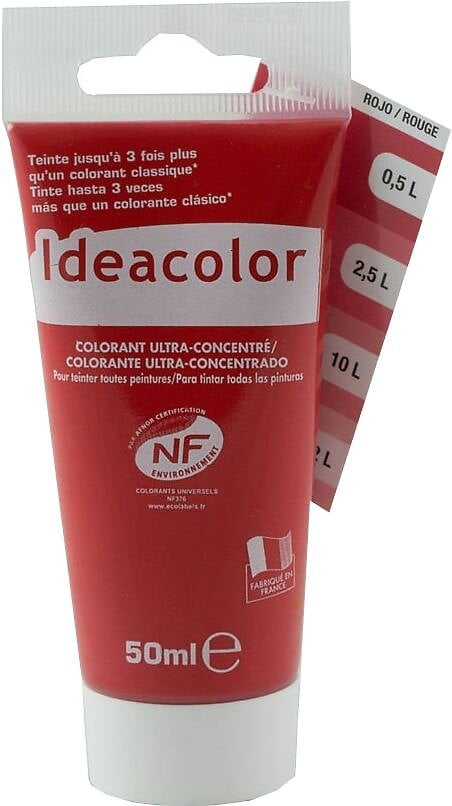 Teinte jusqu'à 3 fois plus
qu'un colorant classique*
Tinte hasta 3 veces
más que un colorante clásico*
Ideacolor
COLORANT ULTRA-CONCENTRÉ/
COLORANTE ULTRA-CONCENTRADO
Pour teinter toutes peintures/Para tintar todas las pinturas
PAR AFNOR CERTIFICATION
NF
ENVIRONNEMENT
COLORANTS UNIVERSELS
NF376
www.ecolabels.fr
FABRIQUÉ EN
FRANCE
50ml e
ROJO / ROUGE
0,5 L
2,5 L
10 L